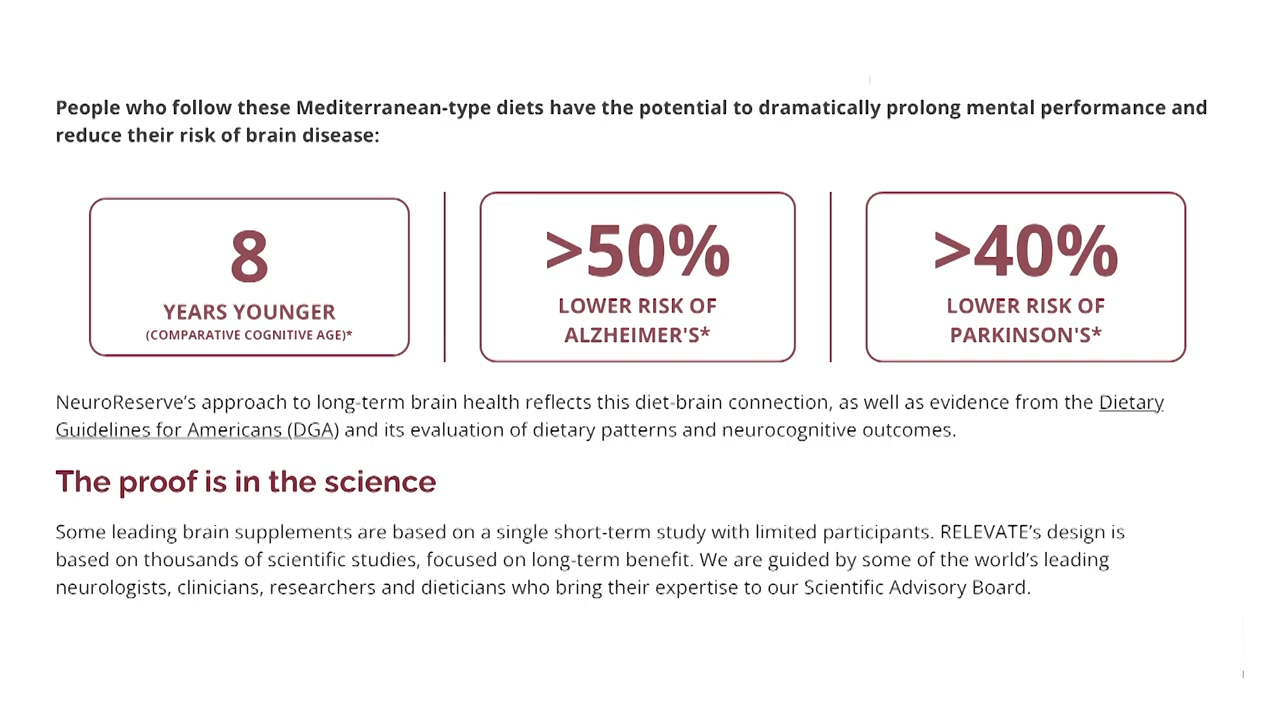 People who follow these Mediterranean-type diets have the potential to dramatically prolong mental performance and
reduce their risk of brain disease:
8
YEARS YOUNGER
(COMPARATIVE COGNITIVE AGE)*
>50%
LOWER RISK OF
ALZHEIMER'S*
>40%
LOWER RISK OF
PARKINSON'S*
NeuroReserve’s approach to long-term brain health reflects this diet-brain connection, as well as evidence from the Dietary
Guidelines for Americans (DGA) and its evaluation of dietary patterns and neurocognitive outcomes.
The proof is in the science
Some leading brain supplements are based on a single short-term study with limited participants. RELEVATE’s design is
based on thousands of scientific studies, focused on long-term benefit. We are guided by some of the world’s leading
neurologists, clinicians, researchers and dieticians who bring their expertise to our Scientific Advisory Board.